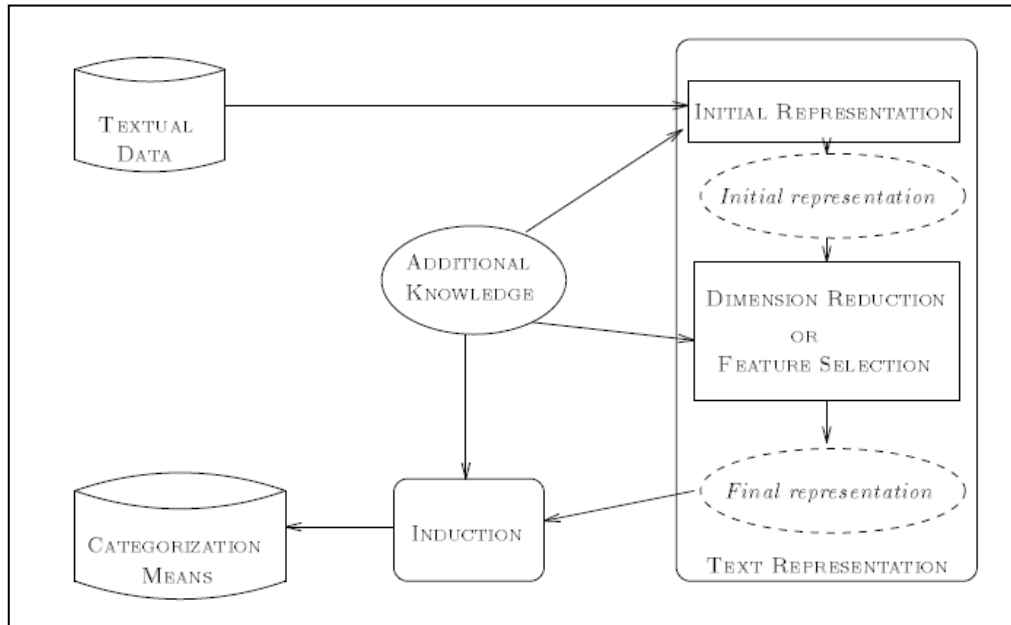 TEXTUAL
DATA
INITIAL REPRESENTATION
Initial representation
ADDITIONAL
KNOWLEDGE
DIMENSION REDUCTION
OR
FEATURE SELECTION
Final representation
INDUCTION
CATEGORIZATION
MEANS
TEXT REPRESENTATION